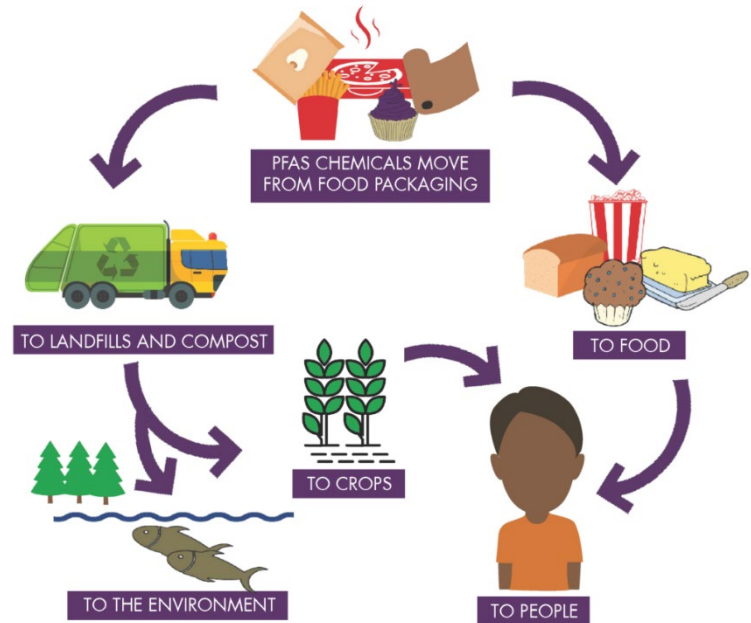 PFAS CHEMICALS MOVE
FROM FOOD PACKAGING
TO LANDFILLS AND COMPOST
TO FOOD
TO CROPS
TO THE ENVIRONMENT
TO PEOPLE